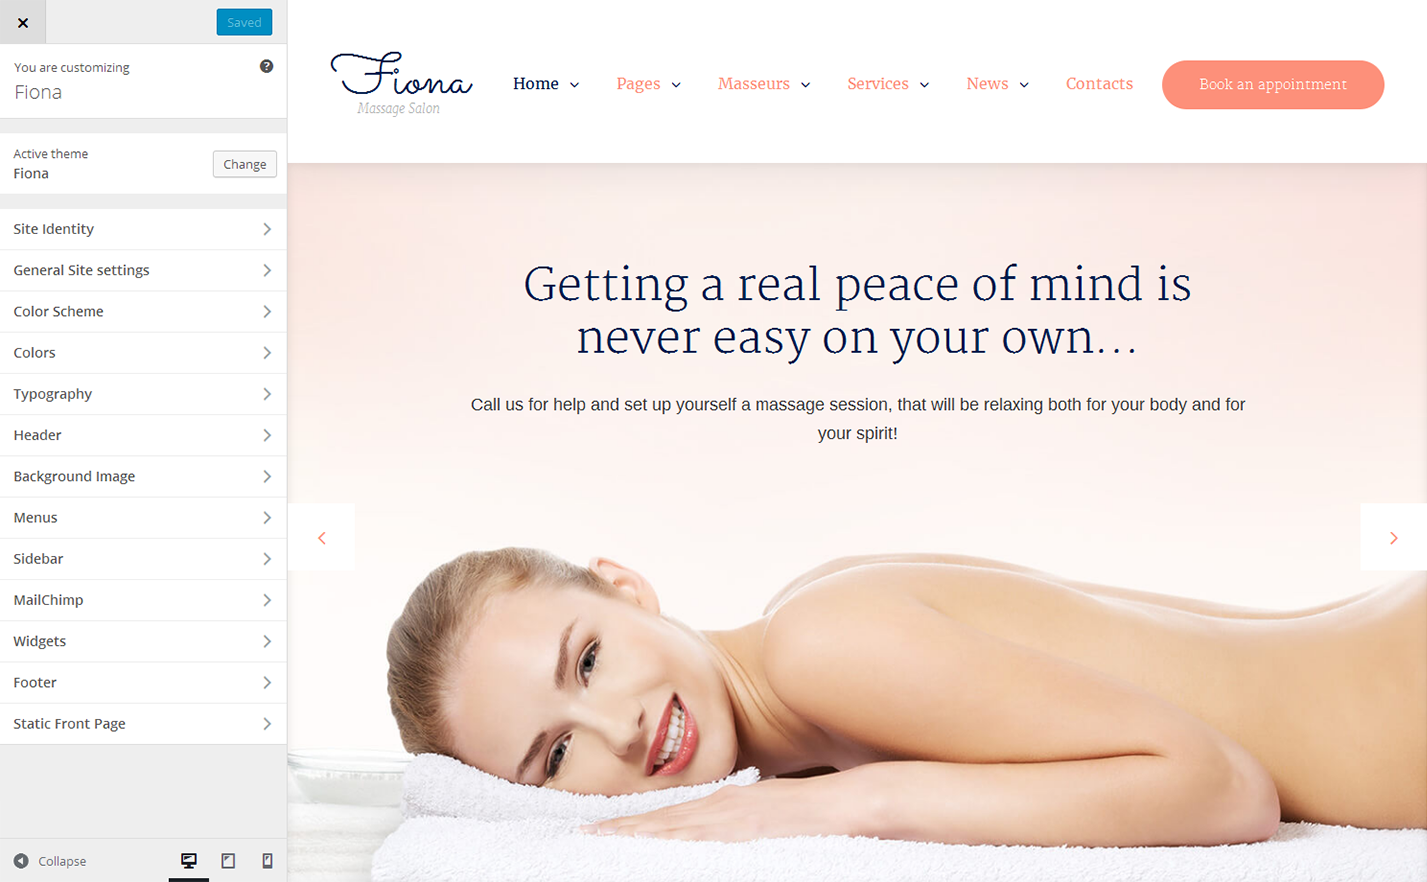 Saved
You are customizing
Fiona
Active theme
Fiona
Change
Site Identity
General Site settings
Color Scheme
Colors
Typography
Header
Background Image
Menus
Sidebar
MailChimp
Widgets
Footer
Static Front Page
Collapse
Fiona
Massage Salon
Home Pages Masseurs Services News Contacts Book an appointment
Getting a real peace of mind is
never easy on your own...
Call us for help and set up yourself a massage session, that will be relaxing both for your body and for
your spirit!